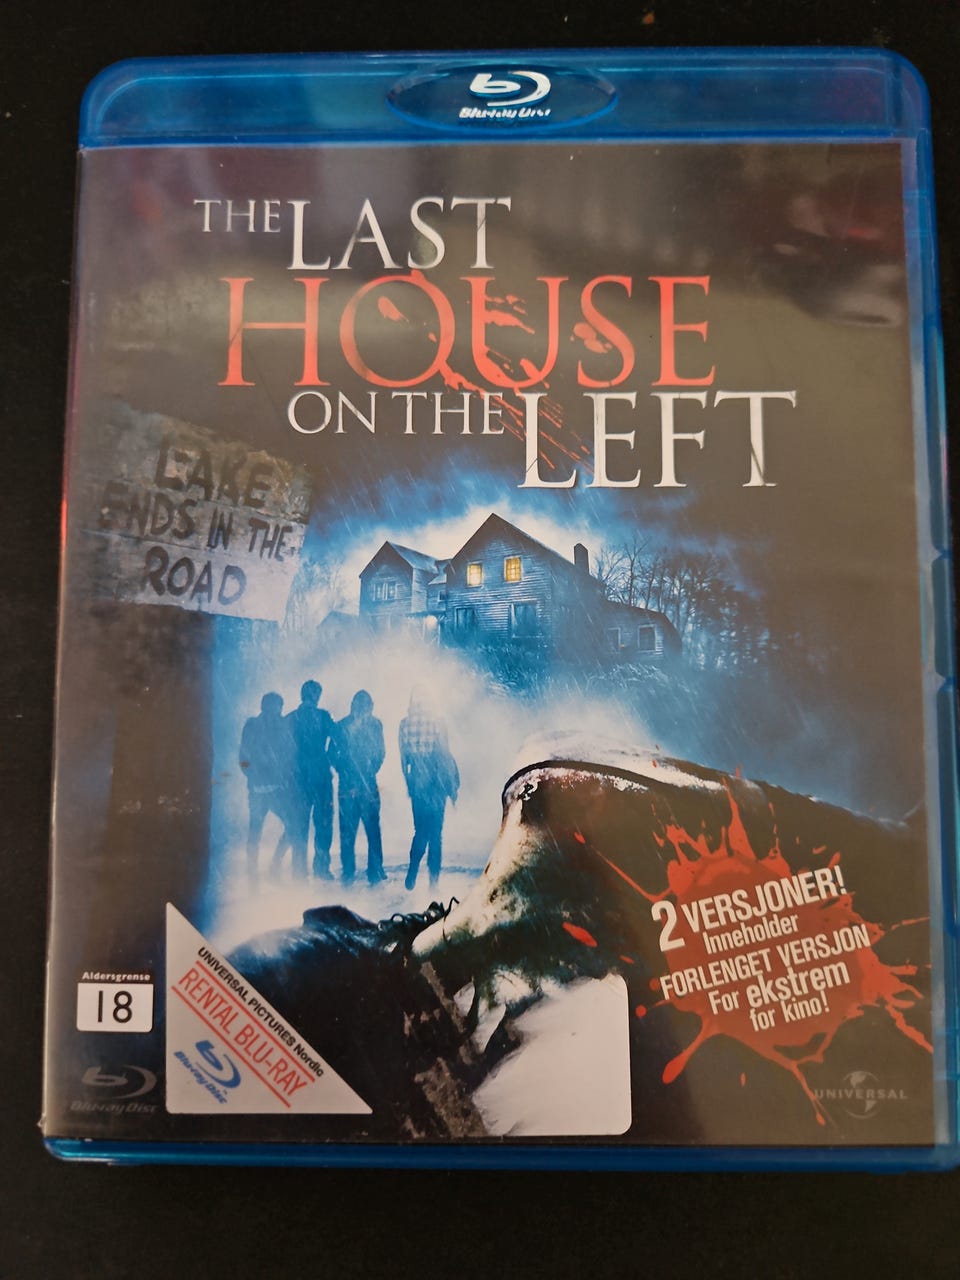 Blu-ray Disc
THE LAST
HOUSE
ON THE LEFT
LAKE
ENDS IN THE
ROAD
2 VERSJONER!
Inneholder
FORLENGET VERSJON
For ekstrem
for kino!
Aldersgrense
18
UNIVERSAL PICTURES Nordic
RENTAL BLU-RAY
Blu-ray Disc
Blu-ray Disc
UNIVERSAL